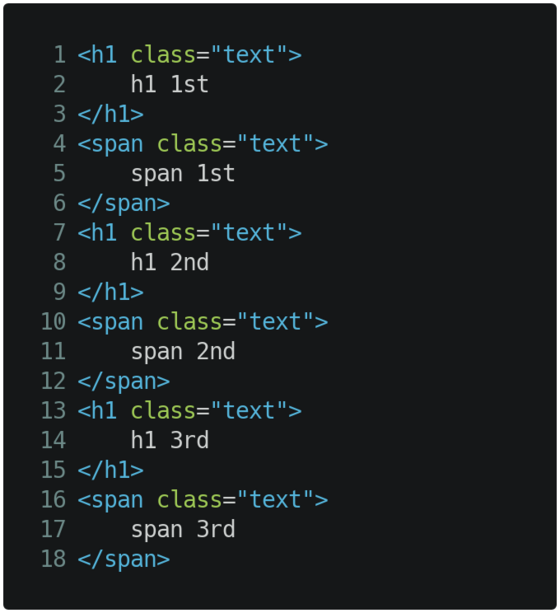 1 <h1 class="text">
2     h1 1st
3 </h1>
4 <span class="text">
5     span 1st
6 </span>
7 <h1 class="text">
8     h1 2nd
9 </h1>
10 <span class="text">
11     span 2nd
12 </span>
13 <h1 class="text">
14     h1 3rd
15 </h1>
16 <span class="text">
17     span 3rd
18 </span>